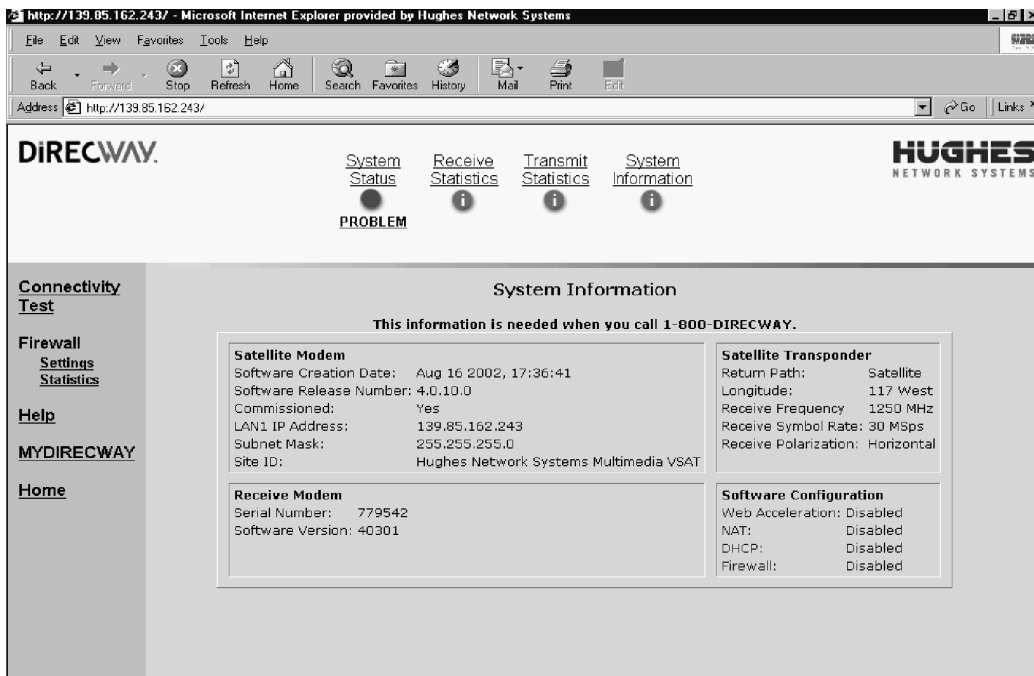 http://139.85.162.243/ - Microsoft Internet Explorer provided by Hughes Network Systems
File Edit View Favorites Tools Help
Back Forward Stop Refresh Home Search Favorites History Mail Print Edit
Address http://139.85.162.243/ Go Links
DiRECWAY.
HUGHES
NETWORK SYSTEMS
System Status
Receive Statistics
Transmit Statistics
System Information
PROBLEM
Connectivity
Test
Firewall
Settings
Statistics
Help
MYDIRECWAY
Home
System Information
This information is needed when you call 1-800-DIRECWAY.
Satellite Modem
Software Creation Date: Aug 16 2002, 17:36:41
Software Release Number: 4.0.10.0
Commissioned: Yes
LAN1 IP Address: 139.85.162.243
Subnet Mask: 255.255.255.0
Site ID: Hughes Network Systems Multimedia VSAT
Satellite Transponder
Return Path: Satellite
Longitude: 117 West
Receive Frequency 1250 MHz
Receive Symbol Rate: 30 MSps
Receive Polarization: Horizontal
Receive Modem
Serial Number: 779542
Software Version: 40301
Software Configuration
Web Acceleration: Disabled
NAT: Disabled
DHCP: Disabled
Firewall: Disabled